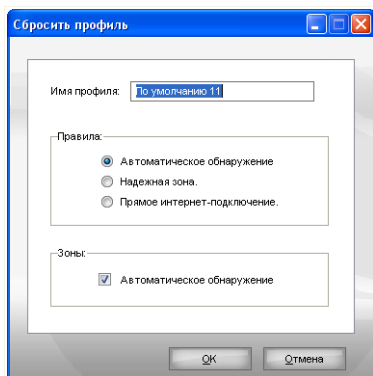 Сбросить профиль
Имя профиля: По умолчанию 11
Правила:
Автоматическое обнаружение
Надежная зона.
Прямое интернет-подключение.
Зоны:
Автоматическое обнаружение
OK Отмена